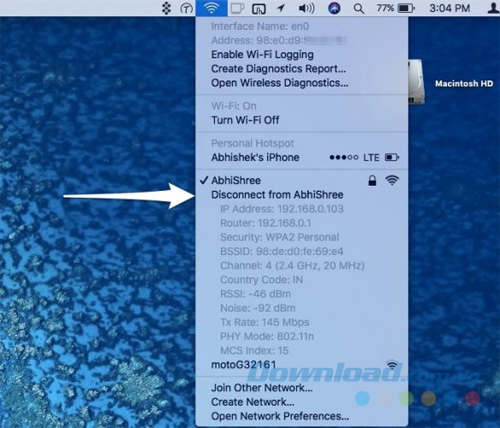 77% 3:04 PM
Interface Name: en0
Address: 98:e0:d9:
Enable Wi-Fi Logging
Create Diagnostics Report...
Open Wireless Diagnostics...
Macintosh HD
Wi-Fi: On
Turn Wi-Fi Off
Personal Hotspot
Abhishek's iPhone LTE
✓ AbhiShree
Disconnect from AbhiShree
IP Address: 192.168.0.103
Router: 192.168.0.1
Security: WPA2 Personal
BSSID: 98:de:d0:fe:69:e4
Channel: 4 (2.4 GHz, 20 MHz)
Country Code: IN
RSSI: -46 dBm
Noise: -92 dBm
Tx Rate: 145 Mbps
PHY Mode: 802.11n
MCS Index: 15
motoG32161
Download
Join Other Network...
Create Network...
Open Network Preferences...